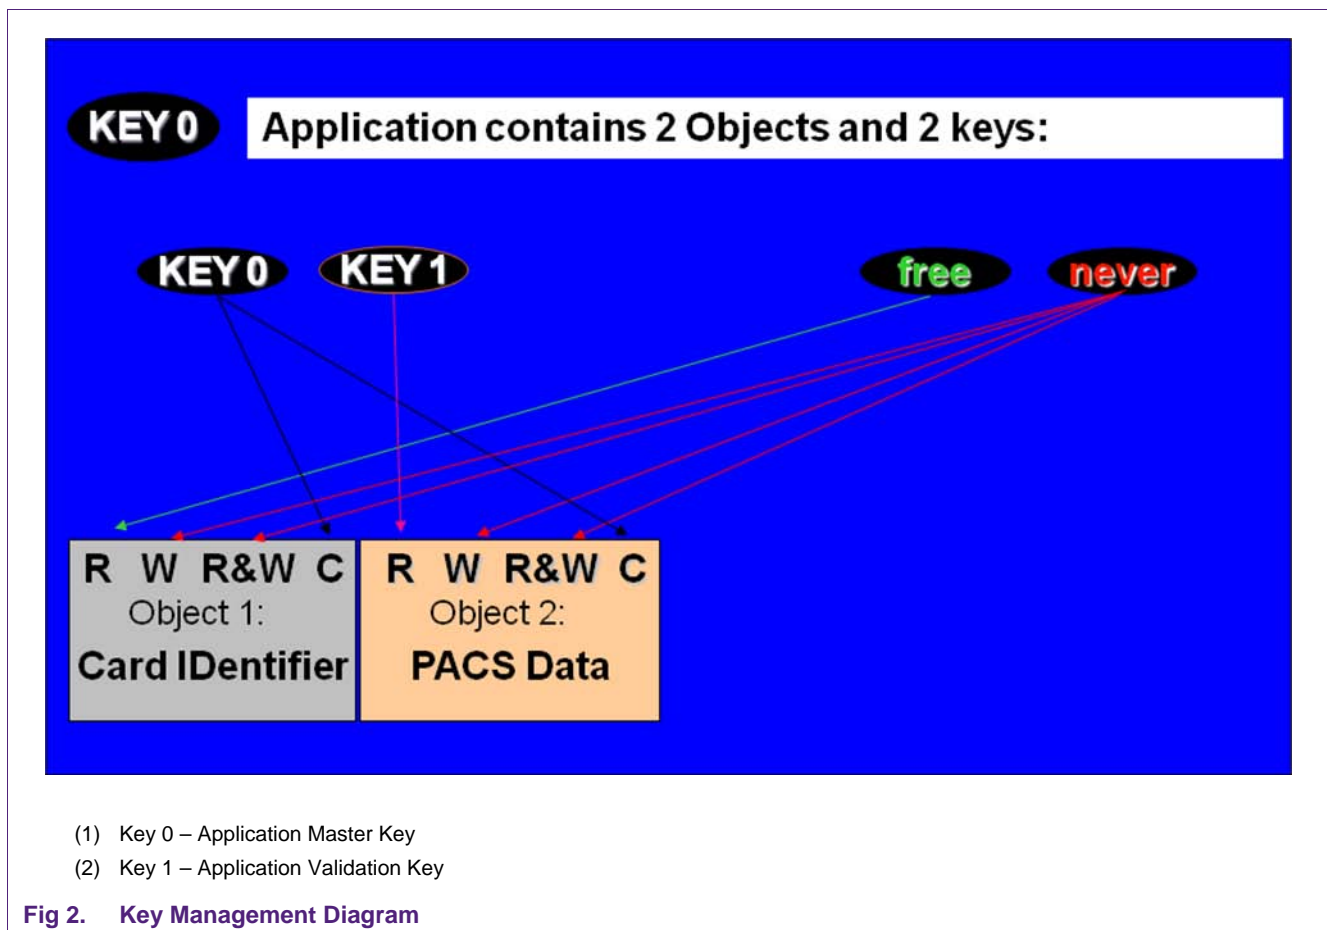 KEY 0 Application contains 2 Objects and 2 keys:
KEY 0 KEY 1 free never
R W R&W C R W R&W C
Object 1: Object 2:
Card IDentifier PACS Data
(1) Key 0 – Application Master Key
(2) Key 1 – Application Validation Key
Fig 2. Key Management Diagram